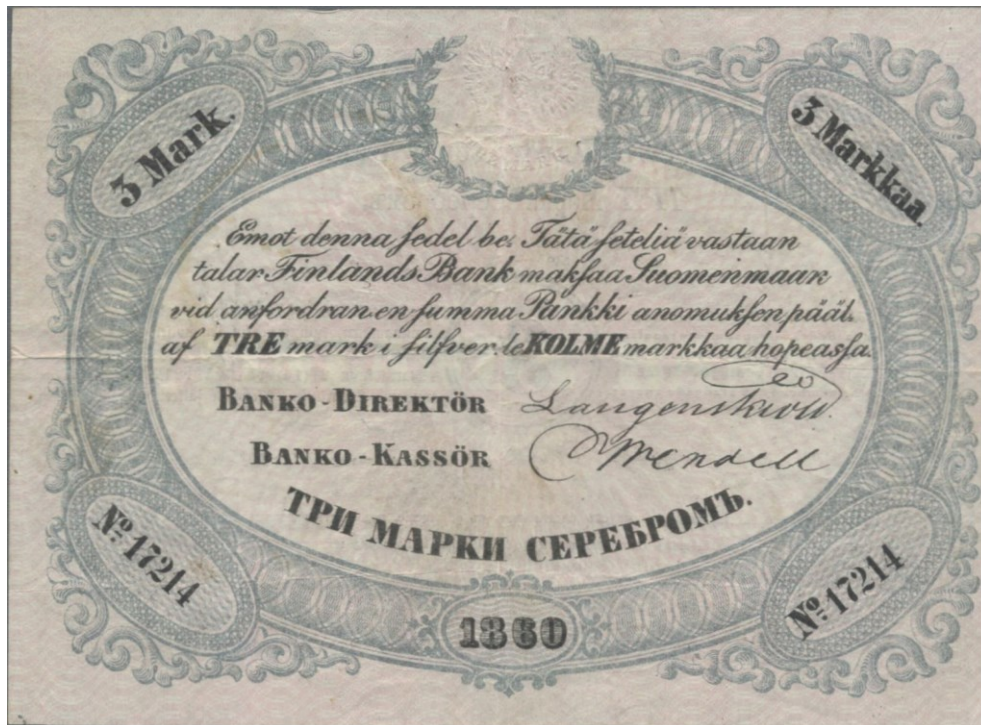 3 Mark.
3 Markkaa.
Emot denna sedel be- Tätä seteliä vastaan
talar Finlands Bank maksaa Suomenmaan
vid anfordran en summa Pankki anomuksen pääl-
af TRE mark i silfver. le KOLME markkaa hopeassa.
BANKO-DIREKTÖR Langenskiöld.
BANKO-KASSÖR Wendell
ТРИ МАРКИ СЕРЕБРОМЪ.
No 17214
No 17214
1860